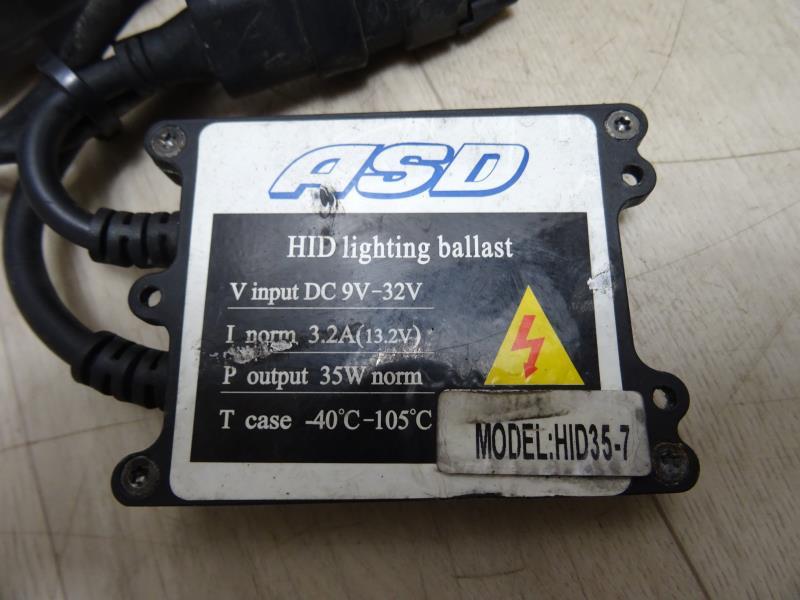 ASD
HID lighting ballast
V input DC 9V-32V
I norm 3.2A(13.2V)
P output 35W norm
T case -40°C-105°C
MODEL:HID35-7